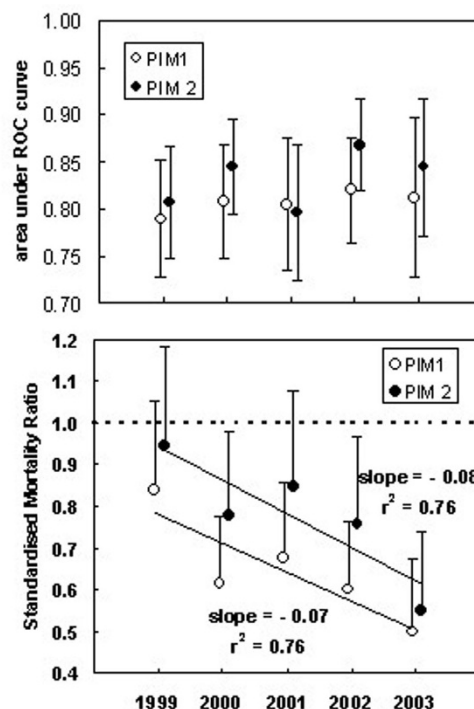 1.00
0.95
0.90
0.85
0.80
0.75
0.70
area under ROC curve
PIM1
PIM 2
1.2
1.1
1.0
0.9
0.8
0.7
0.6
0.5
0.4
Standardised Mortality Ratio
PIM1
PIM 2
slope = - 0.08
r² = 0.76
slope = - 0.07
r² = 0.76
1999 2000 2001 2002 2003